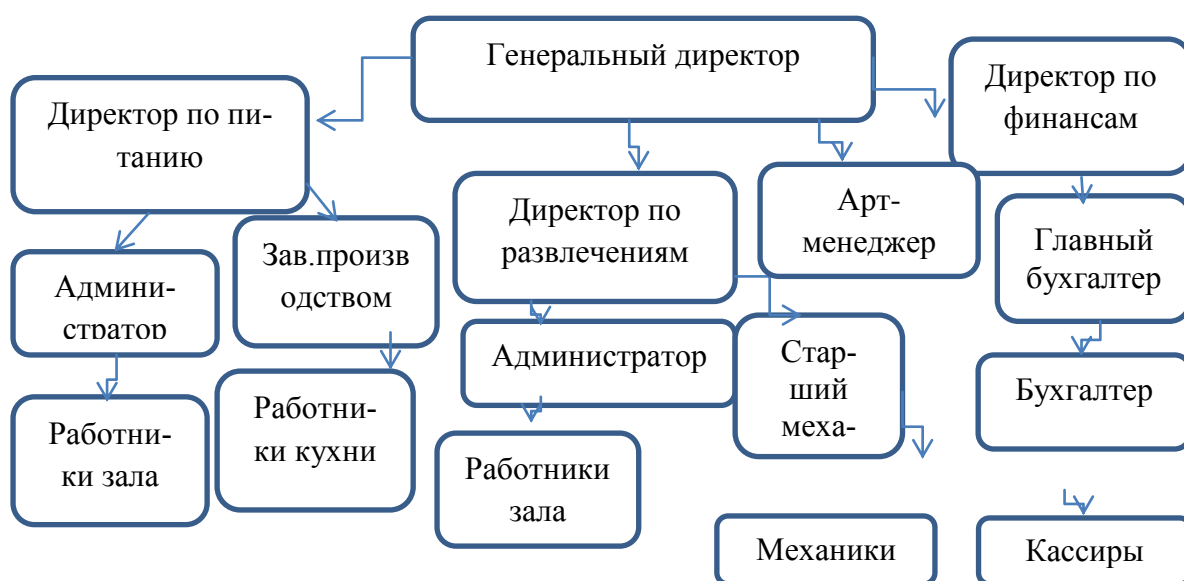 Генеральный директор
Директор по пи-
танию
Директор по
финансам
Директор по
развлечениям
Арт-
менеджер
Админи-
стратор
Зав.произв
одством
Главный
бухгалтер
Администратор
Стар-
ший
меха-
Бухгалтер
Работни-
ки зала
Работни-
ки кухни
Работники
зала
Механики
Кассиры